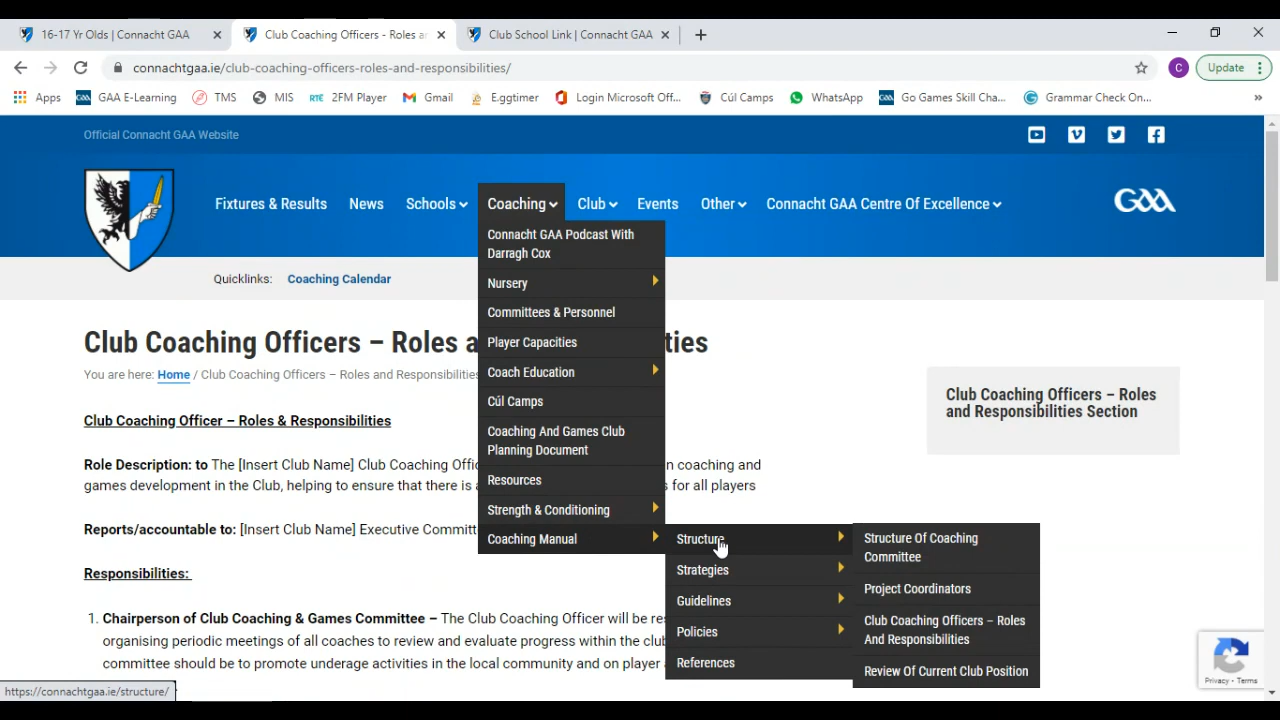 16-17 Yr Olds | Connacht GAA
Club Coaching Officers - Roles ar
Club School Link | Connacht GAA
connachtgaa.ie/club-coaching-officers-roles-and-responsibilities/
C
Update
Apps
GAA E-Learning
TMS
MIS
RTÉ 2FM Player
Gmail
Eggtimer
Login Microsoft Off...
Cúl Camps
WhatsApp
Go Games Skill Cha...
Grammar Check On...
Official Connacht GAA Website
Fixtures & Results
News
Schools
Coaching
Club
Events
Other
Connacht GAA Centre Of Excellence
GAA
Connacht GAA Podcast With
Darragh Cox
Nursery
Committees & Personnel
Player Capacities
Coach Education
Cúl Camps
Coaching And Games Club
Planning Document
Resources
Strength & Conditioning
Coaching Manual
Structure
Strategies
Guidelines
Policies
References
Structure Of Coaching
Committee
Project Coordinators
Club Coaching Officers – Roles
And Responsibilities
Review Of Current Club Position
Quicklinks: Coaching Calendar
Club Coaching Officers – Roles a ties
You are here: Home / Club Coaching Officers – Roles and Responsibilities
Club Coaching Officers – Roles
and Responsibilities Section
Club Coaching Officer – Roles & Responsibilities
Role Description: to The [Insert Club Name] Club Coaching Offic n coaching and
games development in the Club, helping to ensure that there is a s for all players
Reports/accountable to: [Insert Club Name] Executive Committe
Responsibilities:
1. Chairperson of Club Coaching & Games Committee – The Club Coaching Officer will be res
organising periodic meetings of all coaches to review and evaluate progress within the club
committee should be to promote underage activities in the local community and on player
https://connachtgaa.ie/structure/
Privacy - Terms